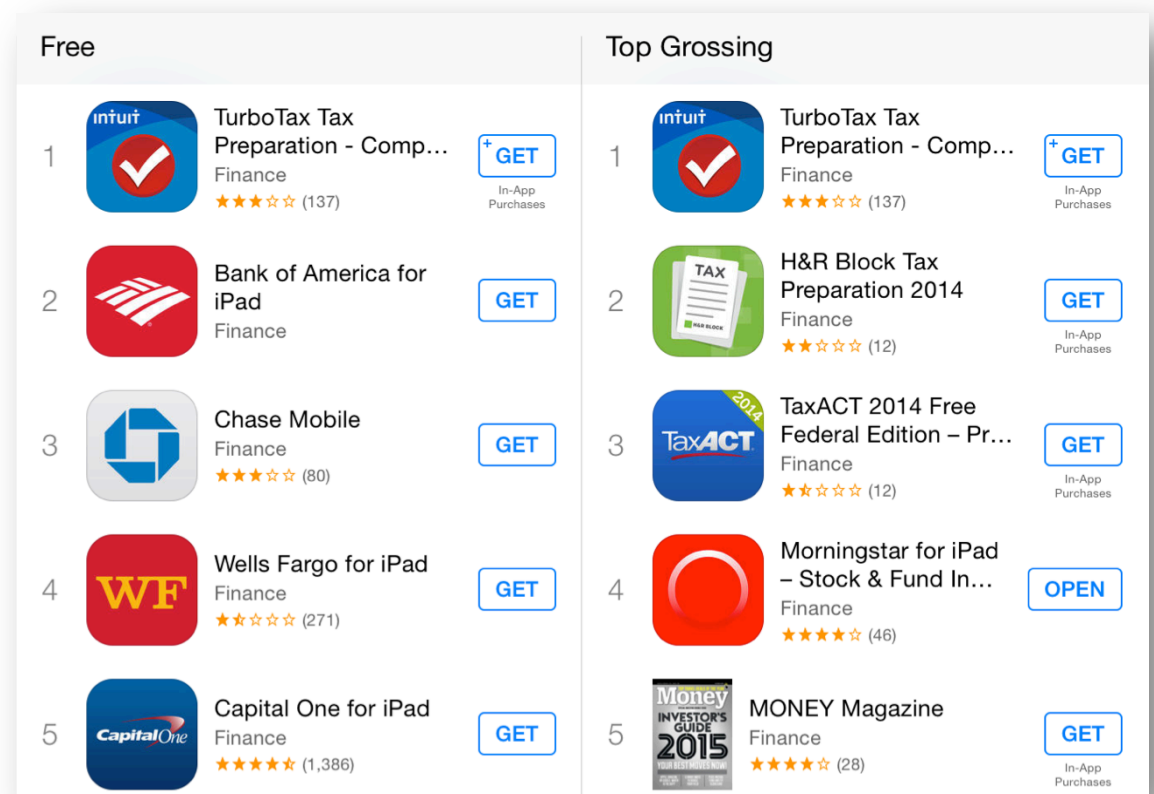 Free
1
INTUIT
TurboTax Tax
Preparation - Comp...
Finance
★★★☆☆ (137)
+ GET
In-App
Purchases
2
Bank of America for
iPad
Finance
GET
3
Chase Mobile
Finance
★★★☆☆ (80)
GET
4
WF
Wells Fargo for iPad
Finance
(271)
GET
5
CapitalOne
Capital One for iPad
Finance
(1,386)
GET
Top Grossing
1
INTUIT
TurboTax Tax
Preparation - Comp...
Finance
★★★☆☆ (137)
+ GET
In-App
Purchases
2
TAX
H&R BLOCK
H&R Block Tax
Preparation 2014
Finance
★★☆☆☆ (12)
GET
In-App
Purchases
3
2014
TaxACT
TaxACT 2014 Free
Federal Edition – Pr...
Finance
(12)
GET
In-App
Purchases
4
Morningstar for iPad
– Stock & Fund In...
Finance
★★★★☆ (46)
OPEN
5
Money
INVESTOR'S
GUIDE
2015
YOUR BEST MOVES NOW!
MONEY Magazine
Finance
★★★★☆ (28)
GET
In-App
Purchases